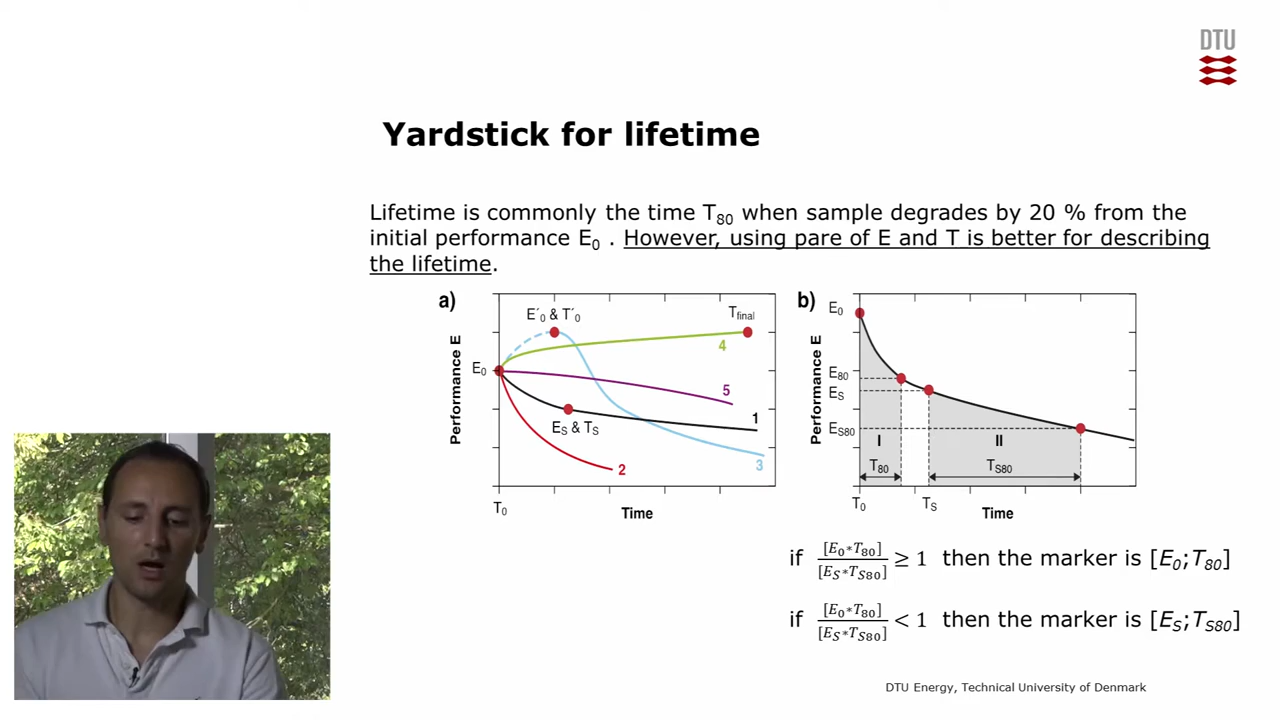 DTU
Yardstick for lifetime
Lifetime is commonly the time T80 when sample degrades by 20 % from the
initial performance E0 . However, using pare of E and T is better for describing
the lifetime.
a)
Performance E
E0
E´0 & T´0
Tfinal
4
5
1
ES & TS
2
3
T0
Time
b)
Performance E
E0
E80
ES
ES80
I
II
T80
TS80
T0
TS
Time
if [E0*T80]/[ES*TS80] ≥ 1 then the marker is [E0;T80]
if [E0*T80]/[ES*TS80] < 1 then the marker is [ES;TS80]
DTU Energy, Technical University of Denmark